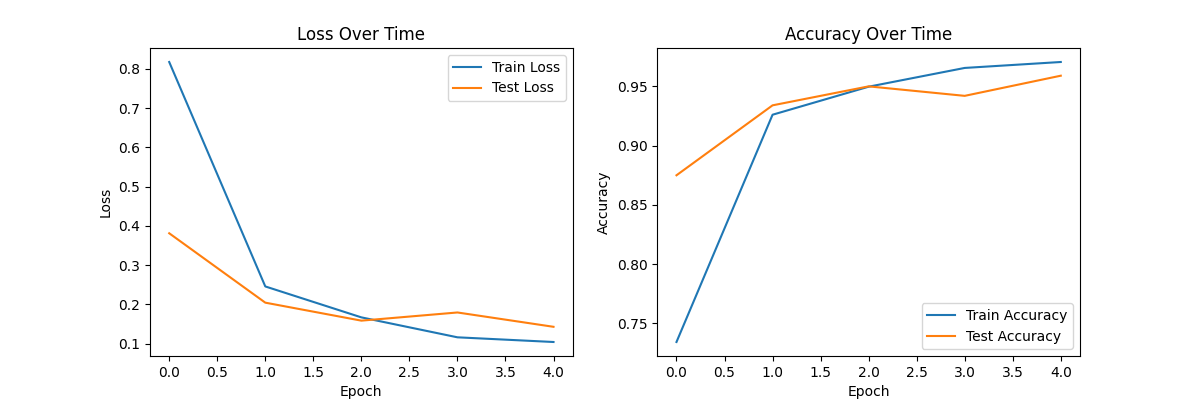 Loss Over Time
0.8
0.7
0.6
0.5
0.4
0.3
0.2
0.1
Loss
Train Loss
Test Loss
0.0 0.5 1.0 1.5 2.0 2.5 3.0 3.5 4.0
Epoch
Accuracy Over Time
0.95
0.90
0.85
0.80
0.75
Accuracy
Train Accuracy
Test Accuracy
0.0 0.5 1.0 1.5 2.0 2.5 3.0 3.5 4.0
Epoch